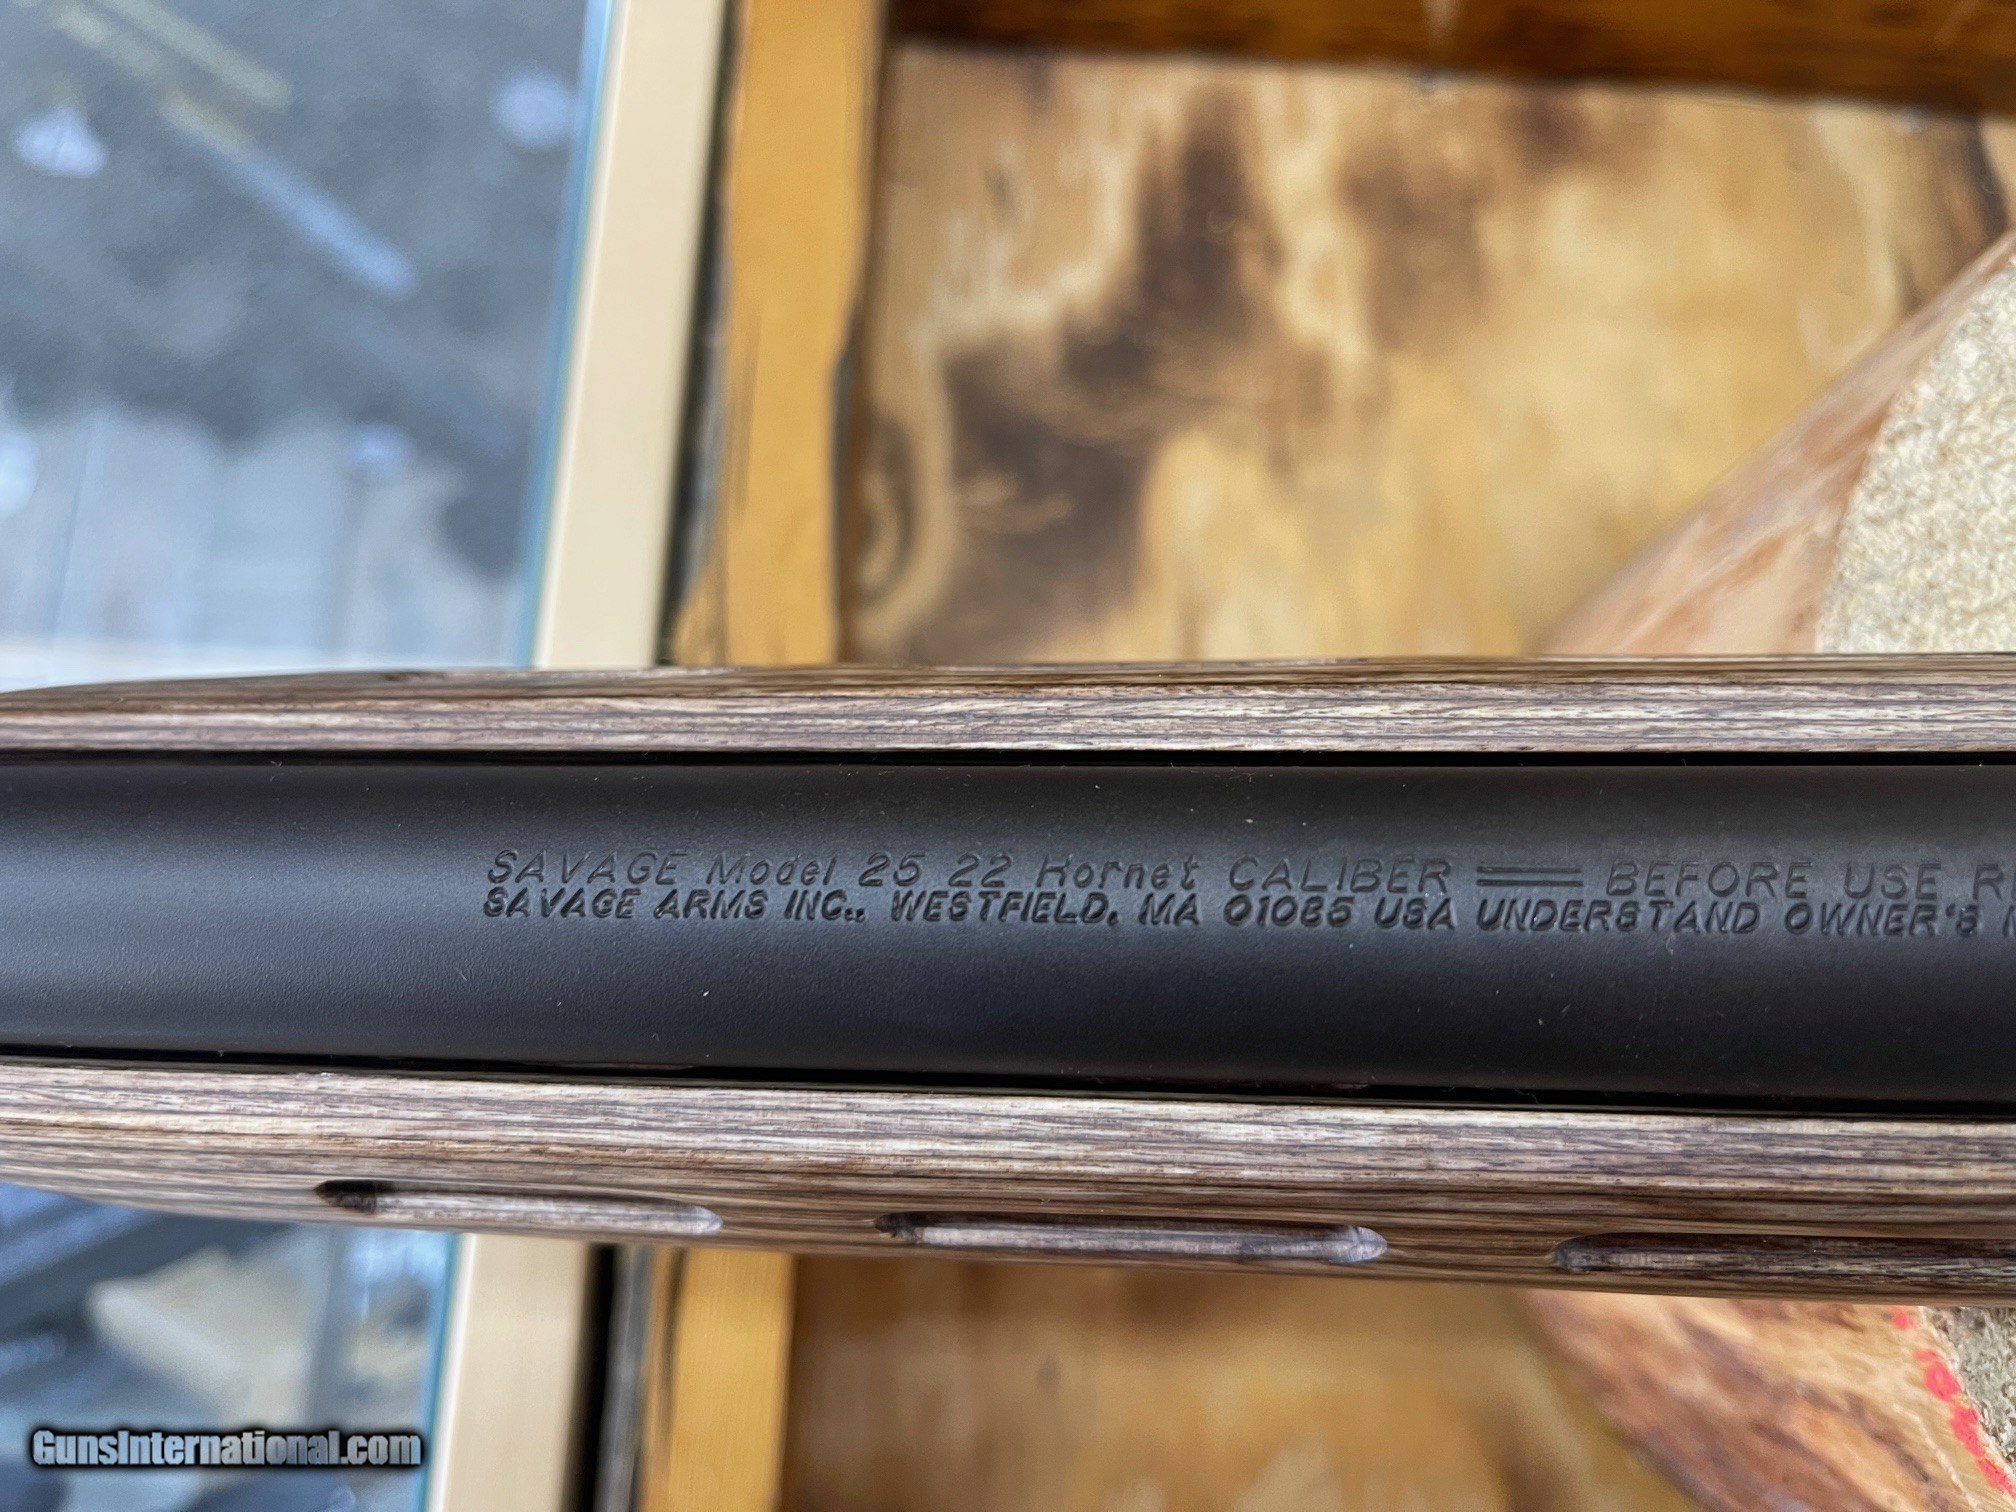 SAVAGE Model 25 22 Hornet CALIBER ══ BEFORE USE R
SAVAGE ARMS INC., WESTFIELD, MA 01085 USA UNDERSTAND OWNER'S
GunsInternational.com